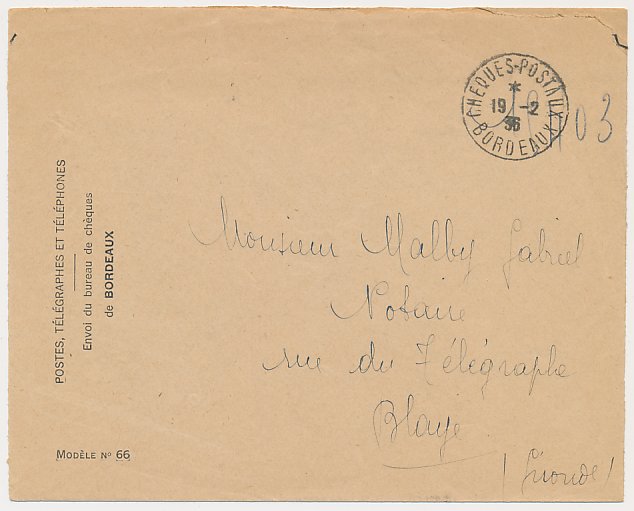 CHEQUES-POSTAUX
*
19 -2
36
BORDEAUX
POSTES, TÉLÉGRAPHES ET TÉLÉPHONES
Envoi du bureau de chèques
de BORDEAUX
MODÈLE Nº 66
Monsieur Malby Gabriel
Notaire
rue du Télégraphe
Blaye
(Gironde)